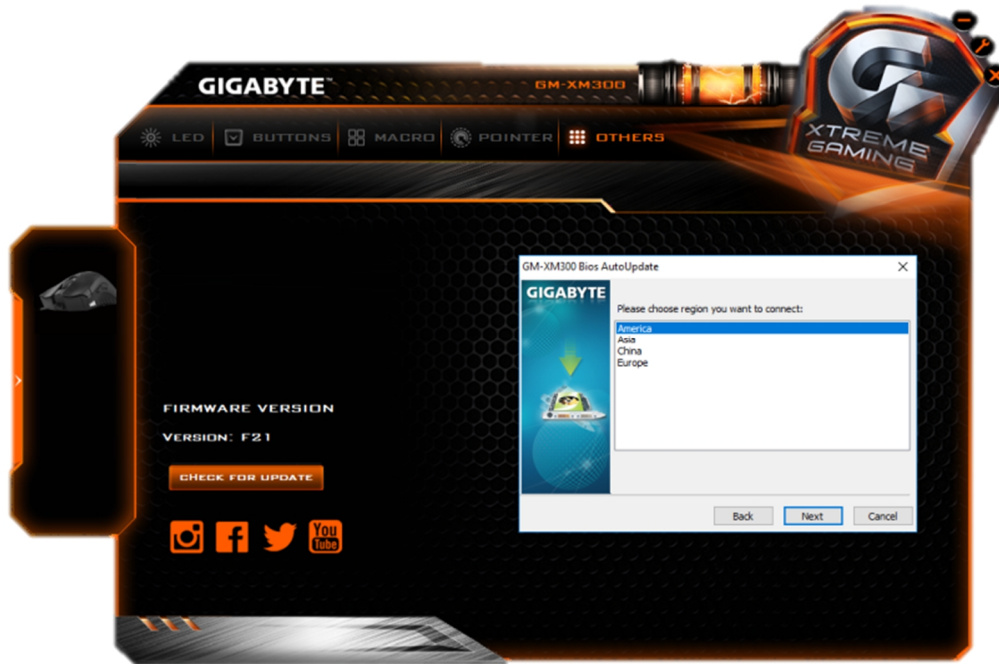 GIGABYTE™
GM-XM300
XTREME
GAMING
LED
BUTTONS
MACRO
POINTER
OTHERS
GM-XM300 Bios AutoUpdate
GIGABYTE
Please choose region you want to connect:
America
Asia
China
Europe
FIRMWARE VERSION
VERSION: F21
CHECK FOR UPDATE
You
Tube
Back
Next
Cancel